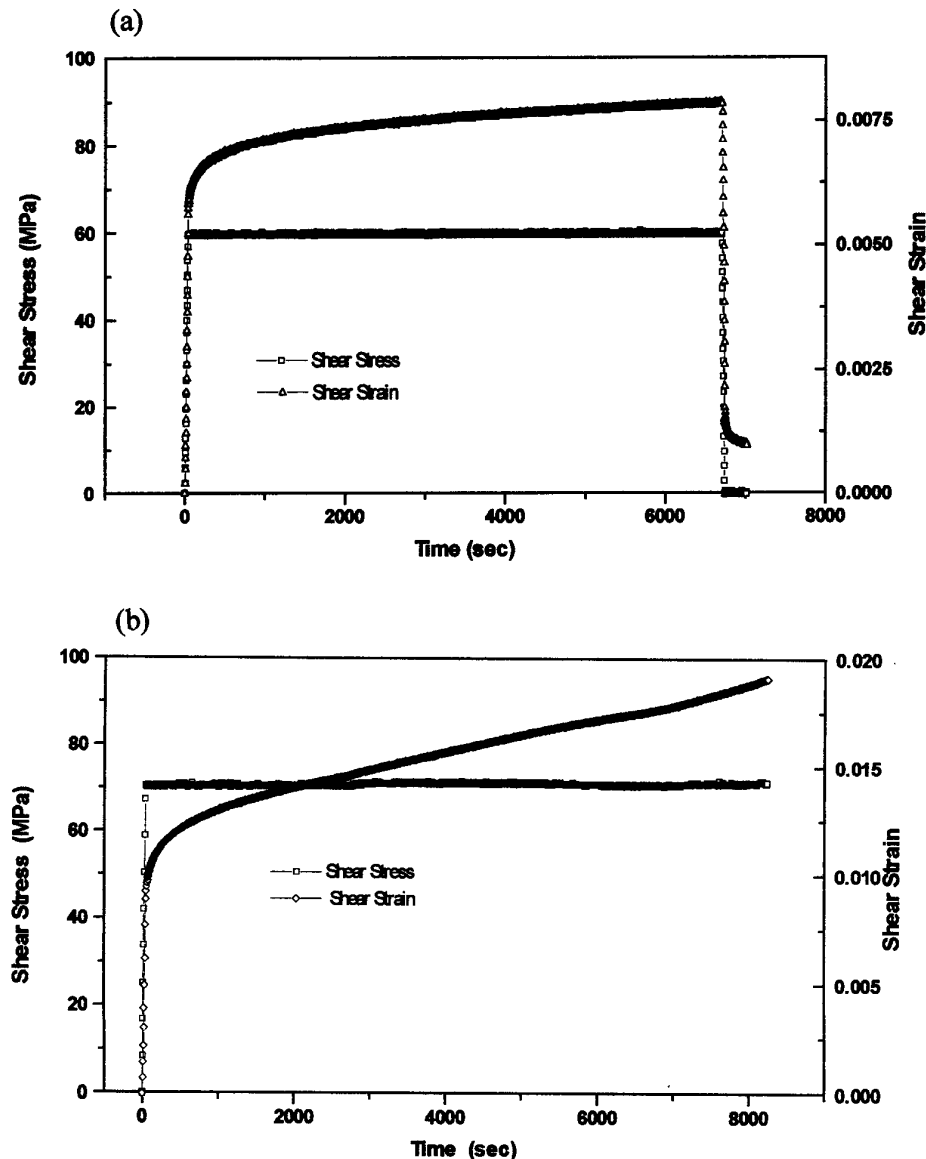 (a)
100
80
60
40
20
0
Shear Stress (MPa)
0.0075
0.0050
0.0025
0.0000
Shear Strain
Shear Stress
Shear Strain
0
2000
4000
6000
8000
Time (sec)
(b)
100
80
60
40
20
0
Shear Stress (MPa)
0.020
0.015
0.010
0.005
0.000
Shear Strain
Shear Stress
Shear Strain
0
2000
4000
6000
8000
Time (sec)